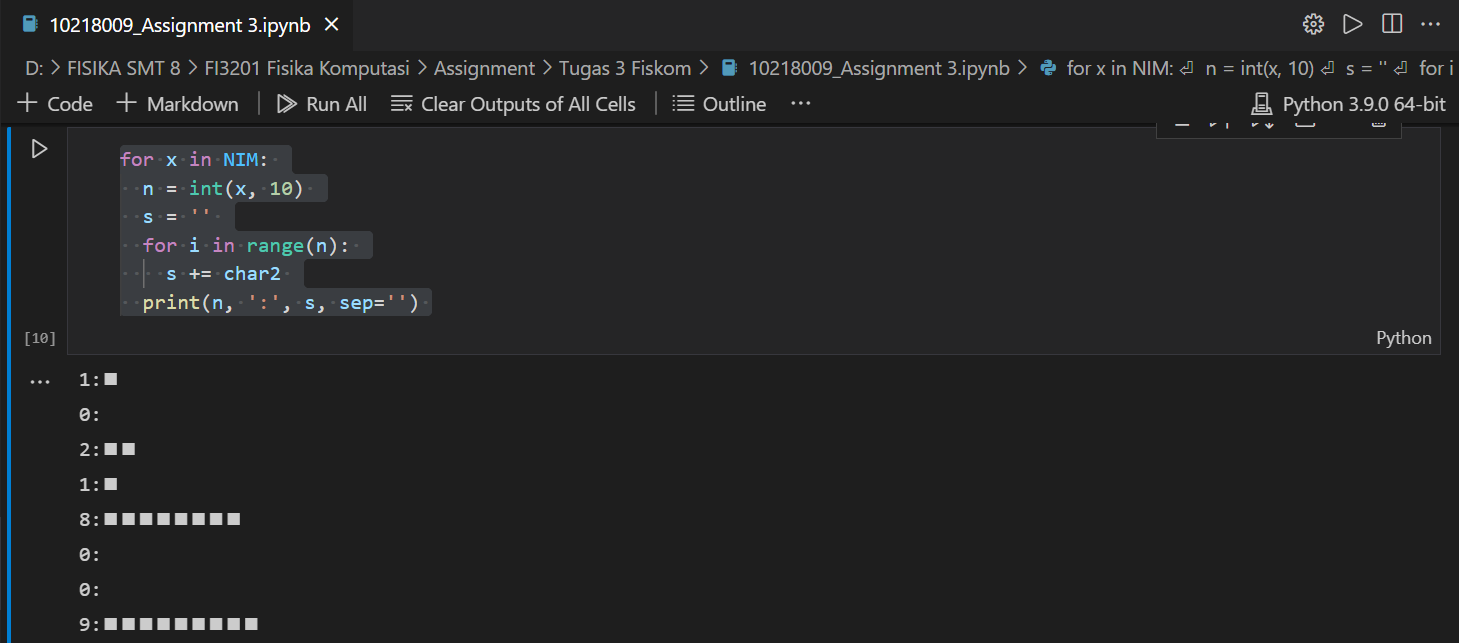 10218009_Assignment 3.ipynb
D: > FISIKA SMT 8 > FI3201 Fisika Komputasi > Assignment > Tugas 3 Fiskom > 10218009_Assignment 3.ipynb > for x in NIM: ⏎ n = int(x, 10) ⏎ s = '' ⏎ for i
+ Code + Markdown | Run All Clear Outputs of All Cells | Outline ··· Python 3.9.0 64-bit
for x in NIM:
  n = int(x, 10)
  s = ''
  for i in range(n):
    s += char2
  print(n, ':', s, sep='')
[10]
Python
1:■
0:
2:■■
1:■
8:■■■■■■■■
0:
0:
9:■■■■■■■■■